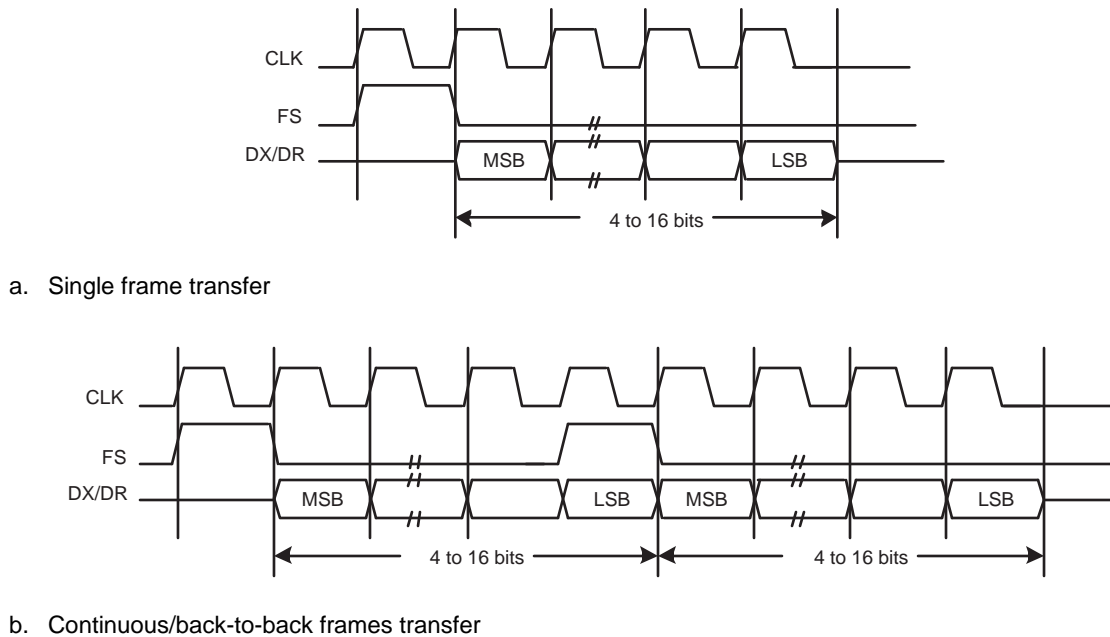 CLK
FS
DX/DR
MSB
LSB
4 to 16 bits
a. Single frame transfer
CLK
FS
DX/DR
MSB
LSB
MSB
LSB
4 to 16 bits
4 to 16 bits
b. Continuous/back-to-back frames transfer